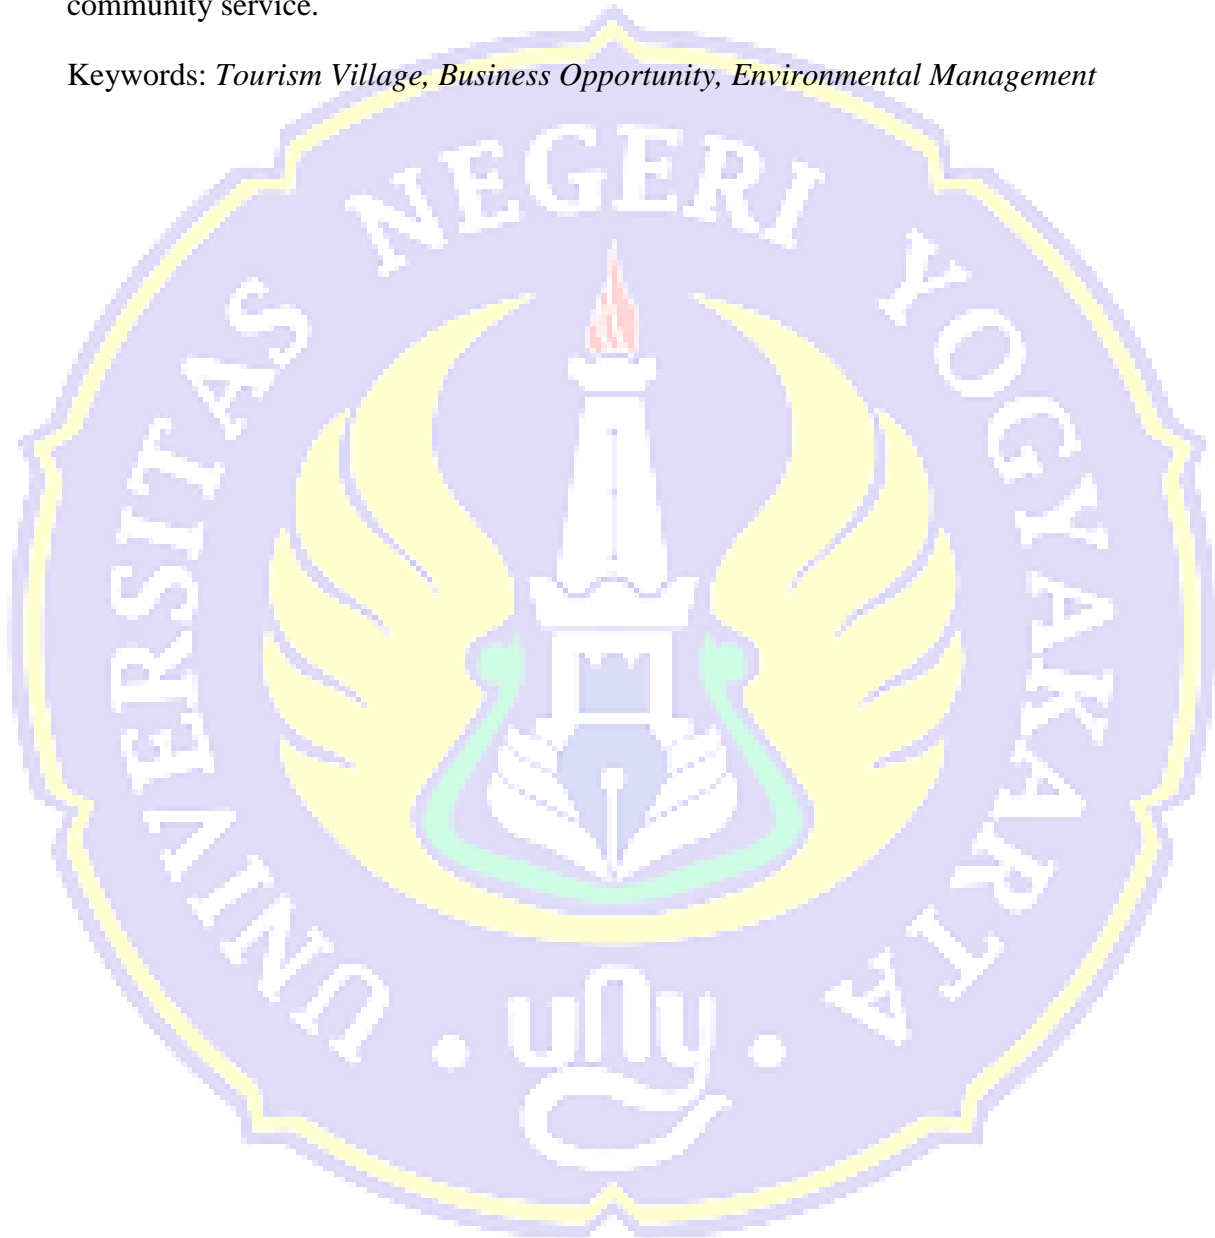 community service.
Keywords: Tourism Village, Business Opportunity, Environmental Management
UNIVERSITAS NEGERI YOGYAKARTA
uny